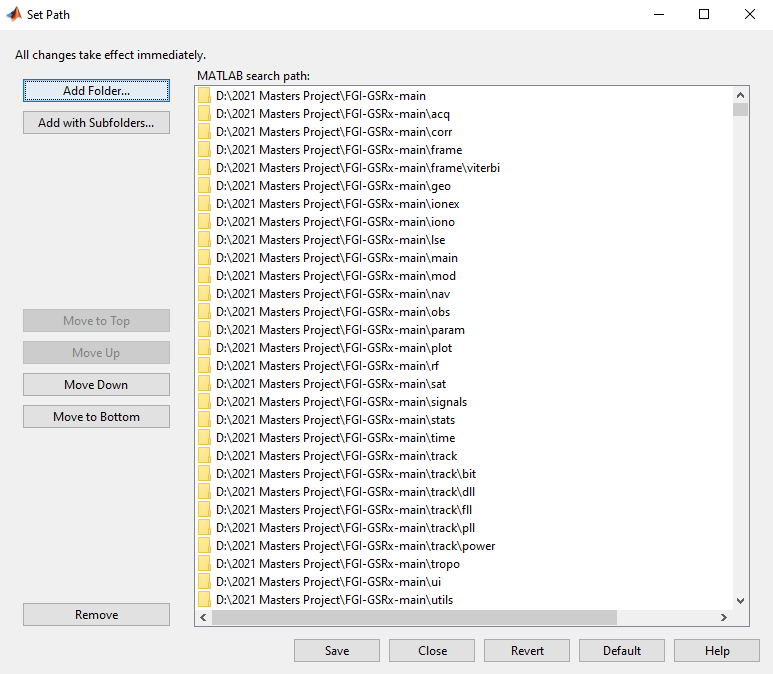 Set Path
All changes take effect immediately.
Add Folder...
Add with Subfolders...
Move to Top
Move Up
Move Down
Move to Bottom
Remove
MATLAB search path:
D:\2021 Masters Project\FGI-GSRx-main
D:\2021 Masters Project\FGI-GSRx-main\acq
D:\2021 Masters Project\FGI-GSRx-main\corr
D:\2021 Masters Project\FGI-GSRx-main\frame
D:\2021 Masters Project\FGI-GSRx-main\frame\viterbi
D:\2021 Masters Project\FGI-GSRx-main\geo
D:\2021 Masters Project\FGI-GSRx-main\ionex
D:\2021 Masters Project\FGI-GSRx-main\iono
D:\2021 Masters Project\FGI-GSRx-main\lse
D:\2021 Masters Project\FGI-GSRx-main\main
D:\2021 Masters Project\FGI-GSRx-main\mod
D:\2021 Masters Project\FGI-GSRx-main\nav
D:\2021 Masters Project\FGI-GSRx-main\obs
D:\2021 Masters Project\FGI-GSRx-main\param
D:\2021 Masters Project\FGI-GSRx-main\plot
D:\2021 Masters Project\FGI-GSRx-main\rf
D:\2021 Masters Project\FGI-GSRx-main\sat
D:\2021 Masters Project\FGI-GSRx-main\signals
D:\2021 Masters Project\FGI-GSRx-main\stats
D:\2021 Masters Project\FGI-GSRx-main\time
D:\2021 Masters Project\FGI-GSRx-main\track
D:\2021 Masters Project\FGI-GSRx-main\track\bit
D:\2021 Masters Project\FGI-GSRx-main\track\dll
D:\2021 Masters Project\FGI-GSRx-main\track\fll
D:\2021 Masters Project\FGI-GSRx-main\track\pll
D:\2021 Masters Project\FGI-GSRx-main\track\power
D:\2021 Masters Project\FGI-GSRx-main\tropo
D:\2021 Masters Project\FGI-GSRx-main\ui
D:\2021 Masters Project\FGI-GSRx-main\utils
Save
Close
Revert
Default
Help